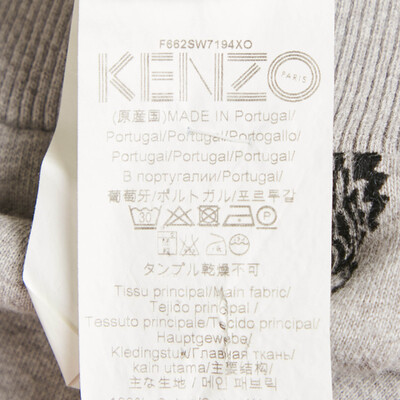 F662SW7194XO
KENZO
PARIS
(原産国)MADE IN Portugal/
Portugal/Portugal/Portogallo/
Portugal/Portugal/Portugal/
В португалии/Portugal/
葡萄牙/ポルトガル/포르투갈
30
P
タンブル乾燥不可
Tissu principal/Main fabric/
Tejido principal/
Tessuto principale/Tecido principal/
Hauptgewebe/
Kledingstuk/Главная ткань/
kain utama/主要結构/
主な生地 / 메인 패브릭